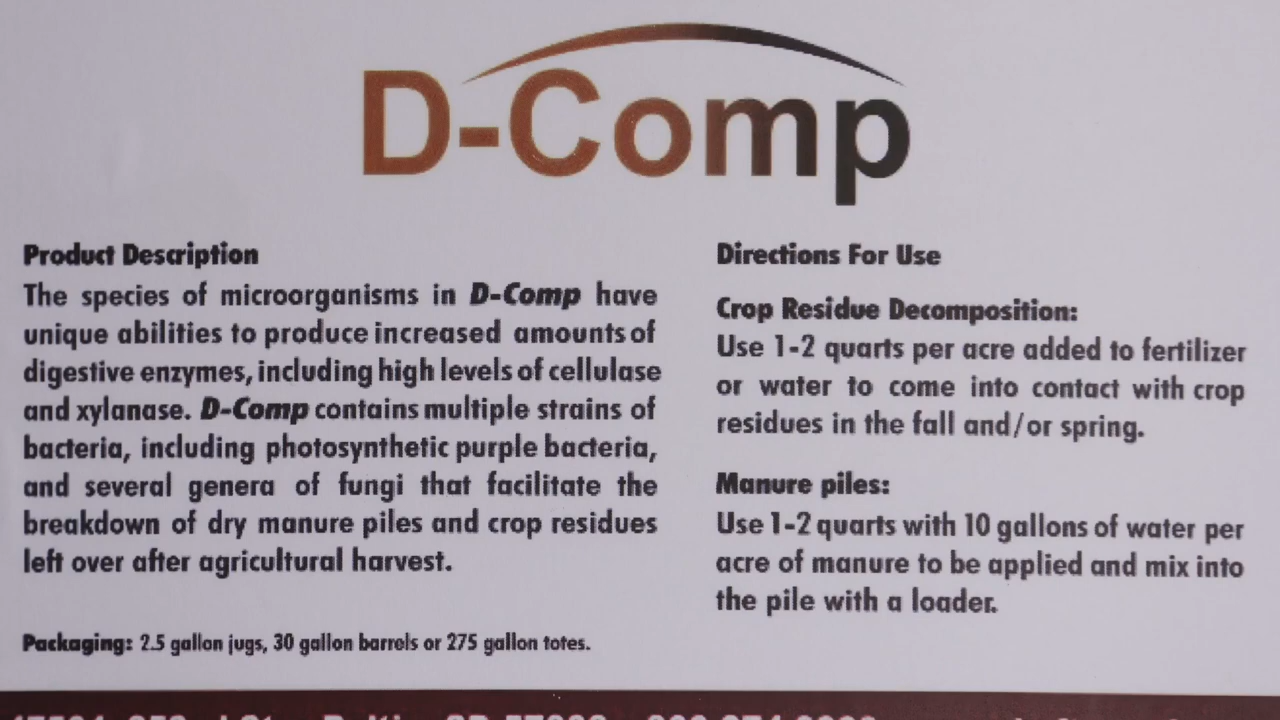 D-Comp
Product Description
The species of microorganisms in D-Comp have
unique abilities to produce increased amounts of
digestive enzymes, including high levels of cellulase
and xylanase. D-Comp contains multiple strains of
bacteria, including photosynthetic purple bacteria,
and several genera of fungi that facilitate the
breakdown of dry manure piles and crop residues
left over after agricultural harvest.
Packaging: 2.5 gallon jugs, 30 gallon barrels or 275 gallon totes.
Directions For Use
Crop Residue Decomposition:
Use 1-2 quarts per acre added to fertilizer
or water to come into contact with crop
residues in the fall and/or spring.
Manure piles:
Use 1-2 quarts with 10 gallons of water per
acre of manure to be applied and mix into
the pile with a loader.